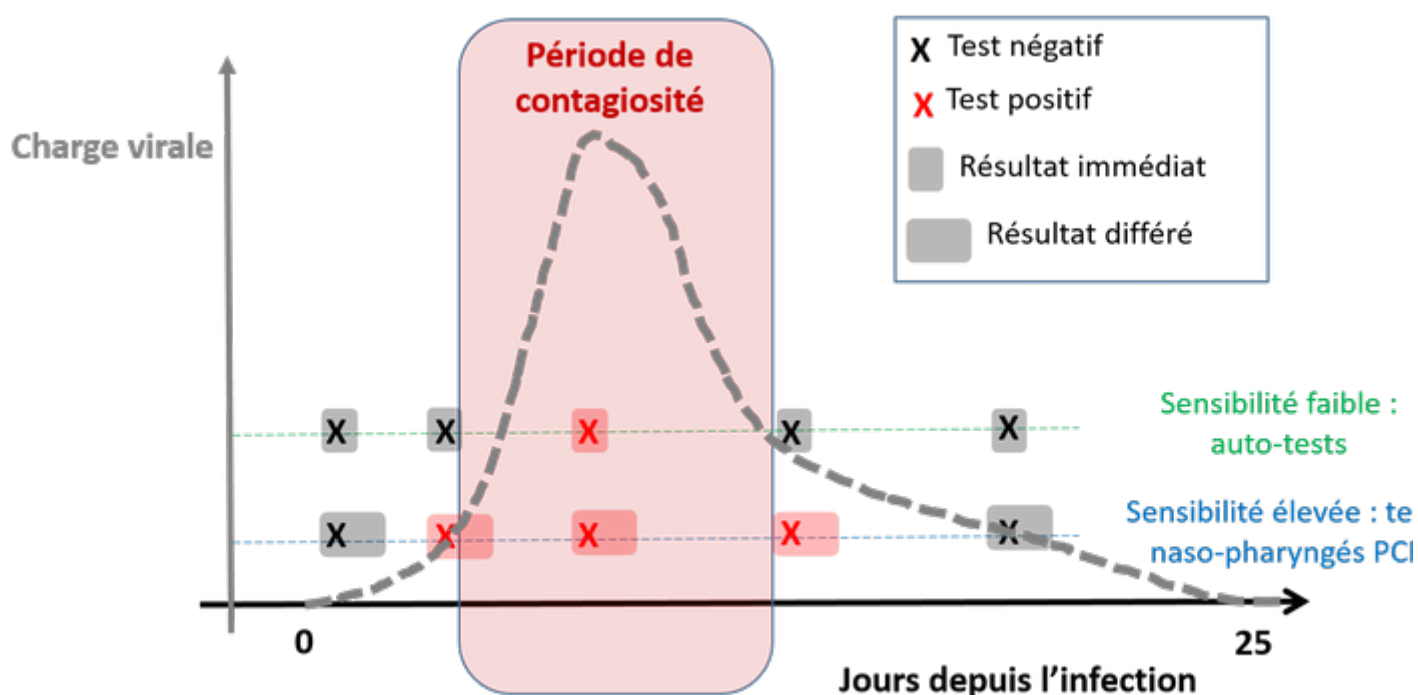 Période de
contagiosité
Charge virale
X Test négatif
X Test positif
Résultat immédiat
Résultat différé
X X X X X
Sensibilité faible :
auto-tests
X X X X X
Sensibilité élevée : te
naso-pharyngés PC
0
25
Jours depuis l'infection